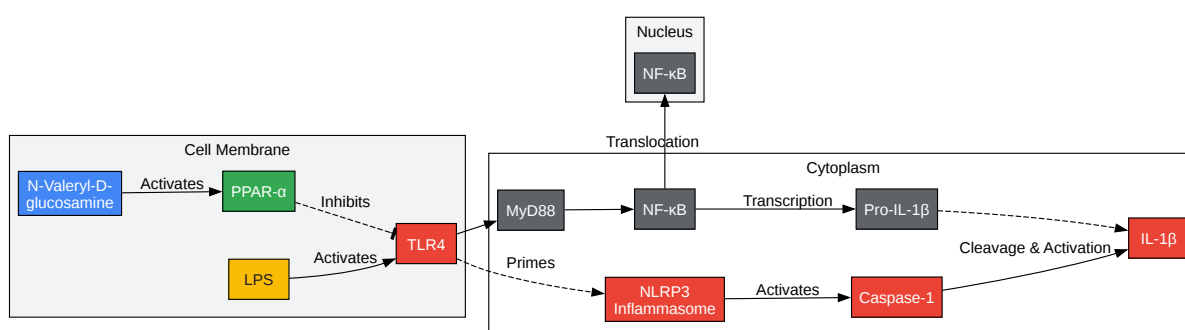 Nucleus
NF-κB
Translocation
Cell Membrane
N-Valeryl-D-
glucosamine
Activates
PPAR-α
Inhibits
LPS
Activates
TLR4
Cytoplasm
MyD88
NF-κB
Transcription
Pro-IL-1β
Primes
NLRP3
Inflammasome
Activates
Caspase-1
Cleavage & Activation
IL-1β